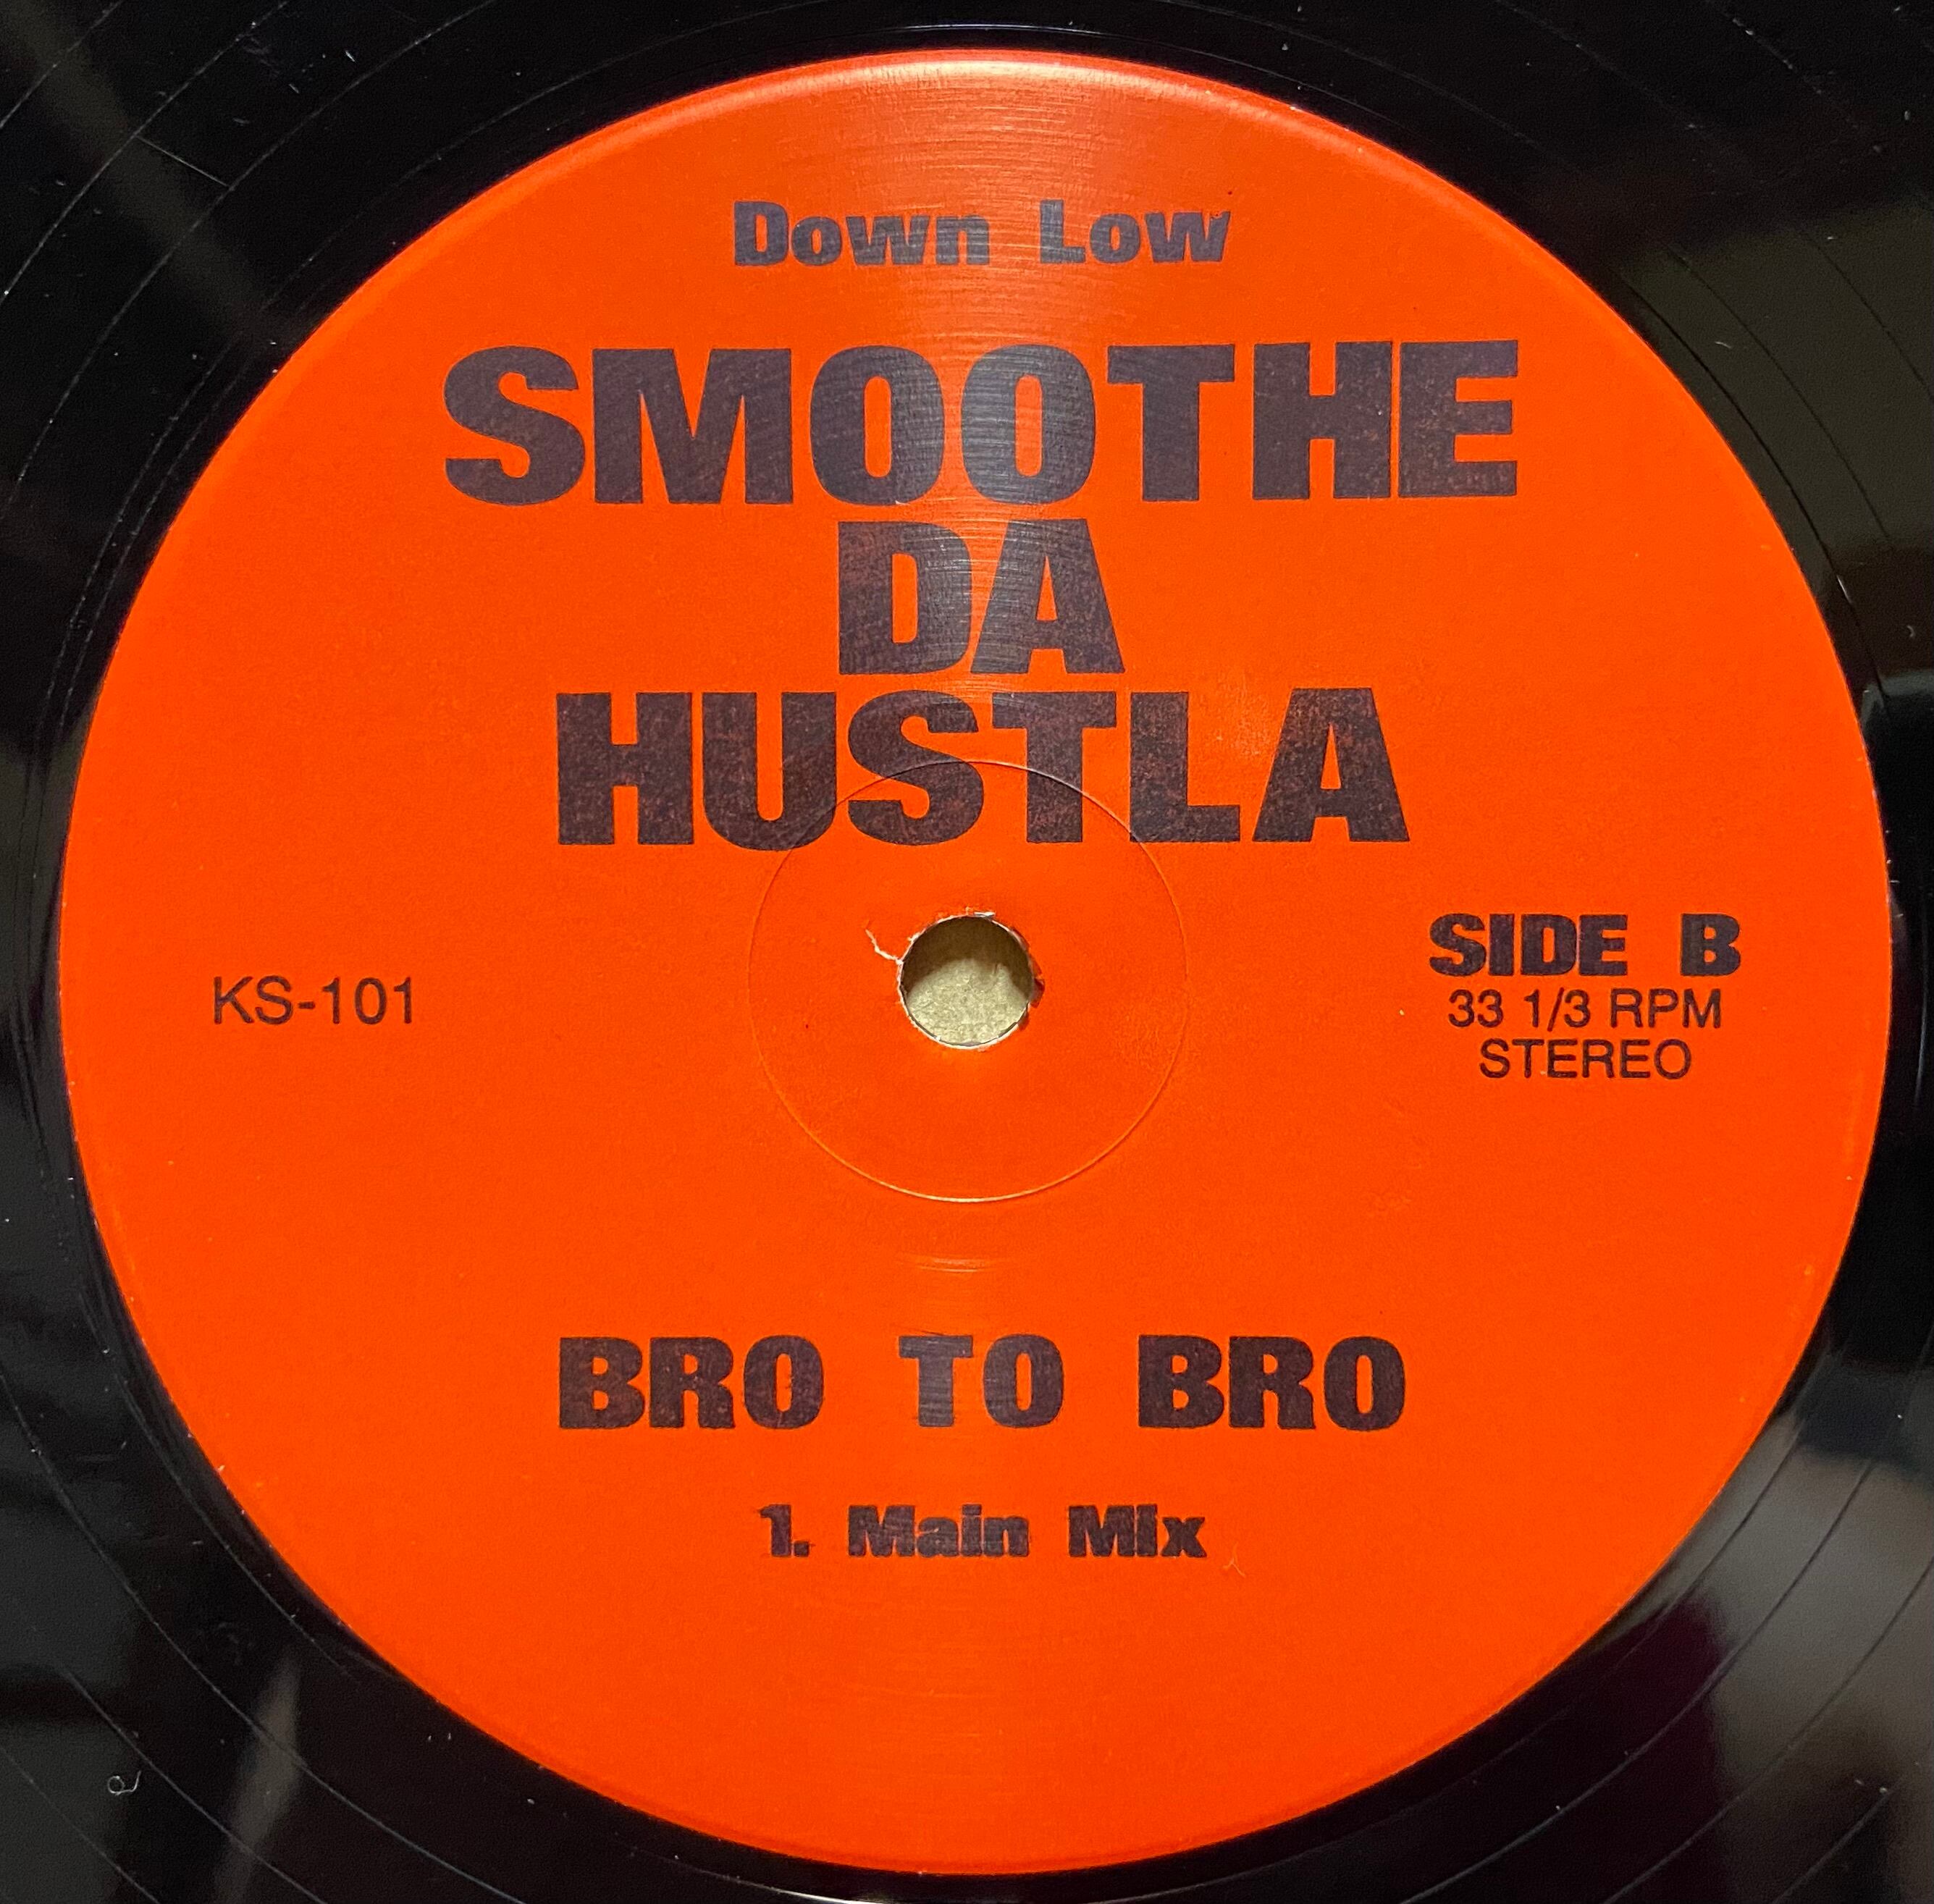 Down Low
SMOOTHE
DA
HUSTLA
KS-101
SIDE B
33 1/3 RPM
STEREO
BRO TO BRO
1. Main Mix